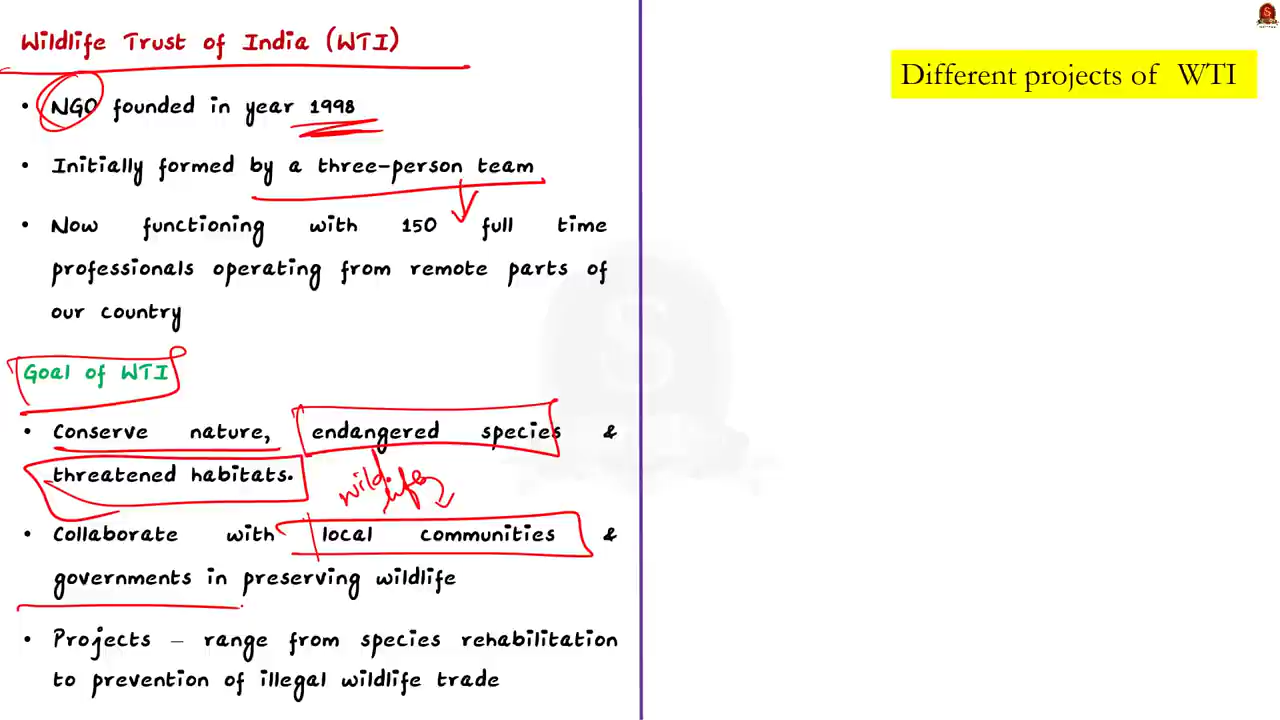 Wildlife Trust of India (WTI)
• NGO founded in year 1998
• Initially formed by a three-person team
• Now functioning with 150 full time
professionals operating from remote parts of
our country
Goal of WTI
• Conserve nature, endangered species &
threatened habitats.
wild
life
• Collaborate with local communities &
governments in preserving wildlife
• Projects – range from species rehabilitation
to prevention of illegal wildlife trade
Different projects of WTI